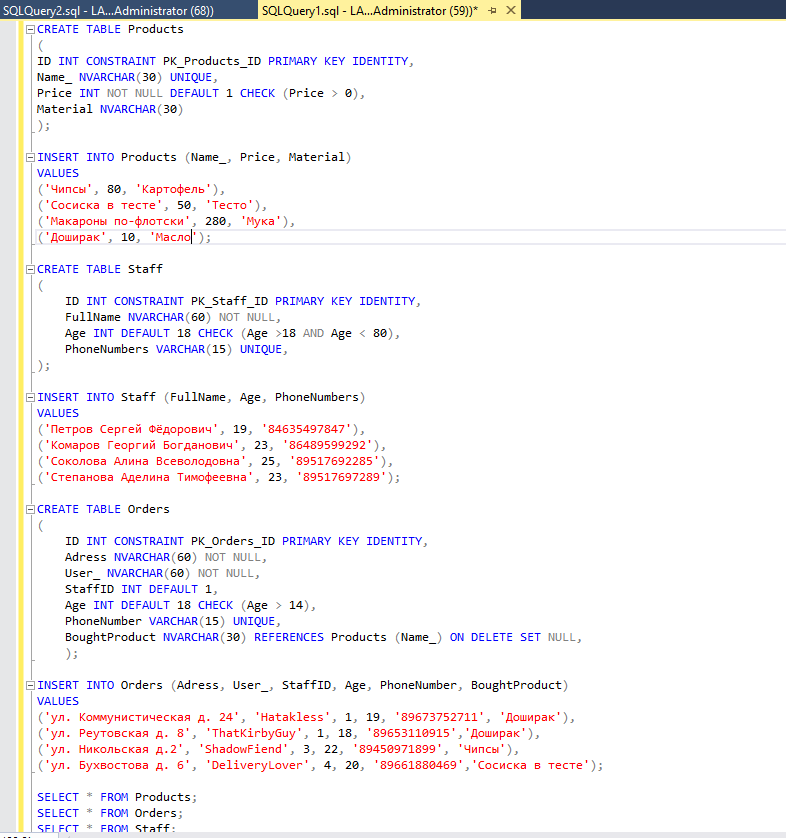 SQLQuery2.sql - LA...Administrator (68)) SQLQuery1.sql - LA...Administrator (59))*
CREATE TABLE Products
(
ID INT CONSTRAINT PK_Products_ID PRIMARY KEY IDENTITY,
Name_ NVARCHAR(30) UNIQUE,
Price INT NOT NULL DEFAULT 1 CHECK (Price > 0),
Material NVARCHAR(30)
);
INSERT INTO Products (Name_, Price, Material)
VALUES
('Чипсы', 80, 'Картофель'),
('Сосиска в тесте', 50, 'Тесто'),
('Макароны по-флотски', 280, 'Мука'),
('Доширак', 10, 'Масло');
CREATE TABLE Staff
(
ID INT CONSTRAINT PK_Staff_ID PRIMARY KEY IDENTITY,
FullName NVARCHAR(60) NOT NULL,
Age INT DEFAULT 18 CHECK (Age >18 AND Age < 80),
PhoneNumbers VARCHAR(15) UNIQUE,
);
INSERT INTO Staff (FullName, Age, PhoneNumbers)
VALUES
('Петров Сергей Фёдорович', 19, '84635497847'),
('Комаров Георгий Богданович', 23, '86489599292'),
('Соколова Алина Всеволодовна', 25, '89517692285'),
('Степанова Аделина Тимофеевна', 23, '89517697289');
CREATE TABLE Orders
(
ID INT CONSTRAINT PK_Orders_ID PRIMARY KEY IDENTITY,
Adress NVARCHAR(60) NOT NULL,
User_ NVARCHAR(60) NOT NULL,
StaffID INT DEFAULT 1,
Age INT DEFAULT 18 CHECK (Age > 14),
PhoneNumber VARCHAR(15) UNIQUE,
BoughtProduct NVARCHAR(30) REFERENCES Products (Name_) ON DELETE SET NULL,
);
INSERT INTO Orders (Adress, User_, StaffID, Age, PhoneNumber, BoughtProduct)
VALUES
('ул. Коммунистическая д. 24', 'Hatakless', 1, 19, '89673752711', 'Доширак'),
('ул. Реутовская д. 8', 'ThatKirbyGuy', 1, 18, '89653110915','Доширак'),
('ул. Никольская д.2', 'ShadowFiend', 3, 22, '89450971899', 'Чипсы'),
('ул. Бухвостова д. 6', 'DeliveryLover', 4, 20, '89661880469','Сосиска в тесте');
SELECT * FROM Products;
SELECT * FROM Orders;
SELECT * FROM Staff;